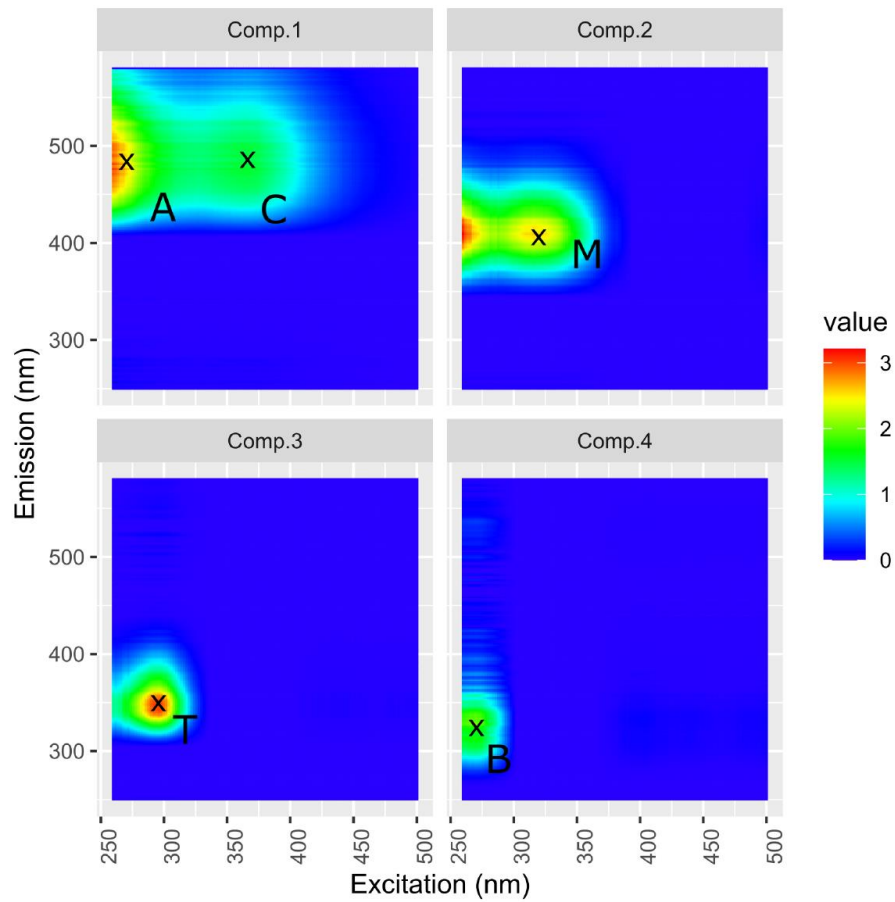 Comp.1
Comp.2
500
400
300
x
A
x
C
x
M
Comp.3
Comp.4
500
400
300
x
T
x
B
Emission (nm)
250 300 350 400 450 500
250 300 350 400 450 500
Excitation (nm)
value
3
2
1
0